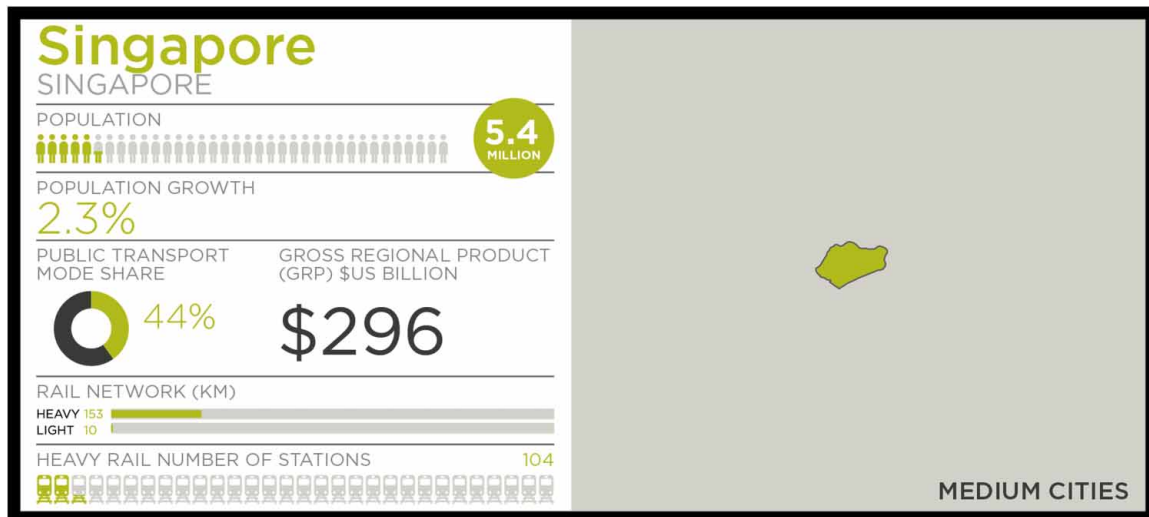 Singapore
SINGAPORE
POPULATION
5.4
MILLION
POPULATION GROWTH
2.3%
PUBLIC TRANSPORT
MODE SHARE
44%
GROSS REGIONAL PRODUCT
(GRP) $US BILLION
$296
RAIL NETWORK (KM)
HEAVY 153
LIGHT 10
HEAVY RAIL NUMBER OF STATIONS 104
MEDIUM CITIES